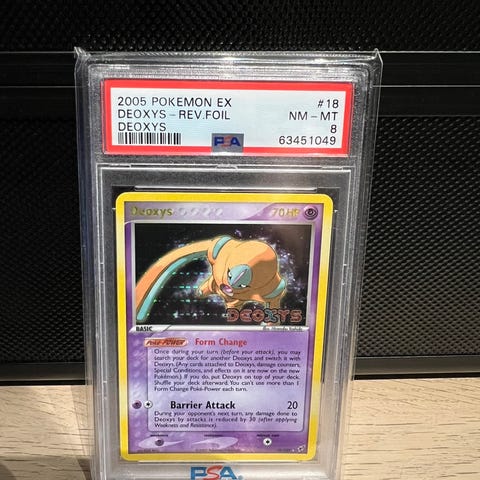 2005 POKEMON EX #18
DEOXYS - REV.FOIL NM - MT
DEOXYS 8
PSA 63451049
Deoxys 70 HP
DEOXYS
BASIC
Poké-POWER Form Change
Once during your turn (before your attack), you may
search your deck for another Deoxys and switch it with
Deoxys. (Any cards attached to Deoxys, damage counters,
Special Conditions, and effects on it are now on the new
Pokémon.) If you do, put Deoxys on top of your deck.
Shuffle your deck afterward. You can't use more than 1
Form Change Poké-Power each turn.
Barrier Attack 20
During your opponent's next turn, any damage done to
Deoxys by attacks is reduced by 30 (after applying
Weakness and Resistance).
PSA